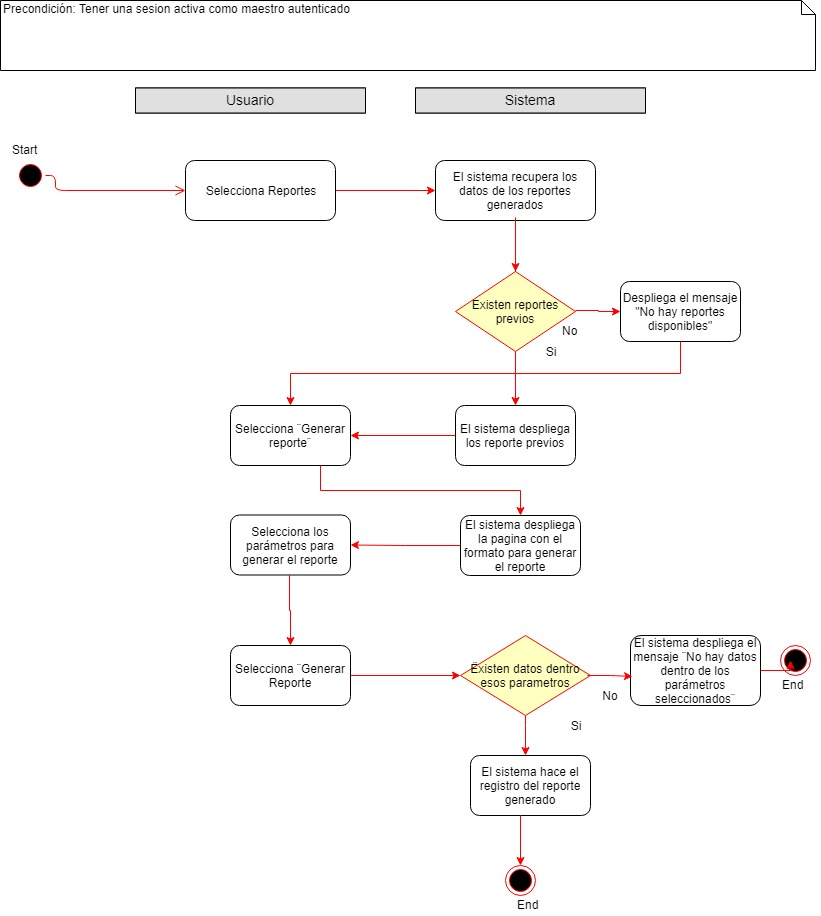 Precondición: Tener una sesion activa como maestro autenticado
Usuario
Sistema
Start
Selecciona Reportes
El sistema recupera los
datos de los reportes
generados
Existen reportes
previos
No
Si
Despliega el mensaje
"No hay reportes
disponibles"
Selecciona ¨Generar
reporte¨
El sistema despliega
los reporte previos
Selecciona los
parámetros para
generar el reporte
El sistema despliega
la pagina con el
formato para generar
el reporte
Selecciona ¨Generar
Reporte
Existen datos dentro
esos parametros
No
Si
El sistema despliega el
mensaje ¨No hay datos
dentro de los
parámetros
seleccionados¨
End
El sistema hace el
registro del reporte
generado
End